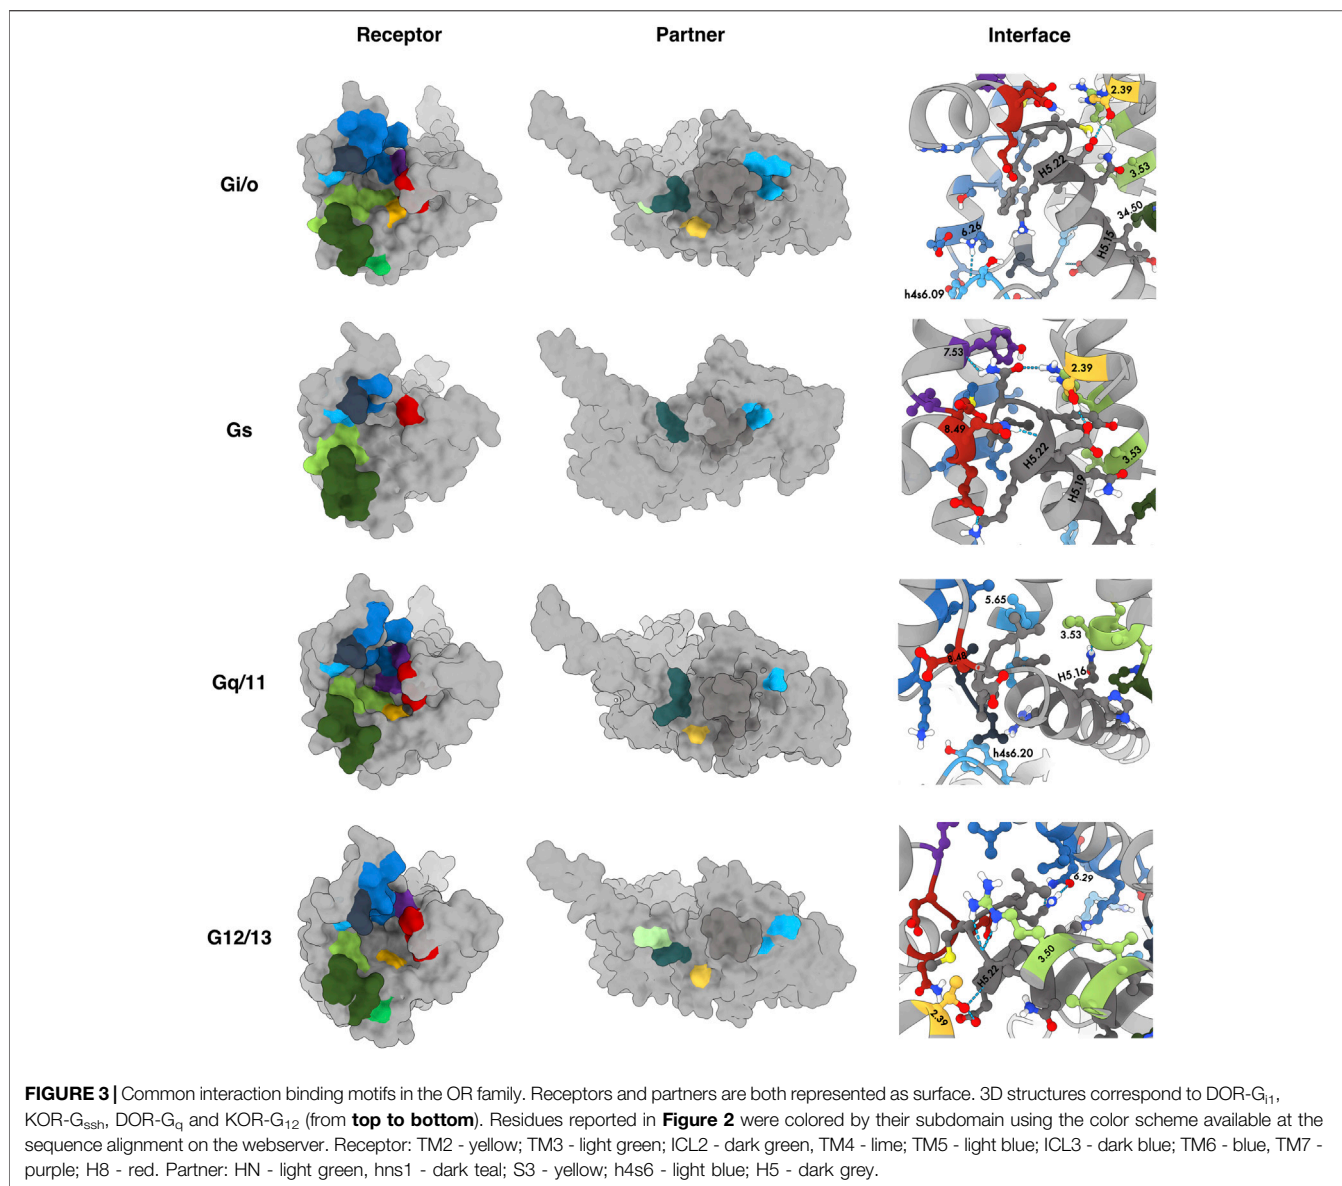 Receptor Partner Interface
Gi/o
2.39
H5.22
3.53
34.50
6.26
H5.15
h4s6.09
Gs
7.53
2.39
8.49
H5.22
3.53
H5.19
Gq/11
5.65
3.53
8.48
H5.16
h4s6.20
G12/13
6.29
3.50
H5.22
2.39
FIGURE 3 | Common interaction binding motifs in the OR family. Receptors and partners are both represented as surface. 3D structures correspond to DOR-Gi1,
KOR-Gssh, DOR-Gq and KOR-G12 (from top to bottom). Residues reported in Figure 2 were colored by their subdomain using the color scheme available at the
sequence alignment on the webserver. Receptor: TM2 - yellow; TM3 - light green; ICL2 - dark green, TM4 - lime; TM5 - light blue; ICL3 - dark blue; TM6 - blue, TM7 -
purple; H8 - red. Partner: HN - light green, hns1 - dark teal; S3 - yellow; h4s6 - light blue; H5 - dark grey.